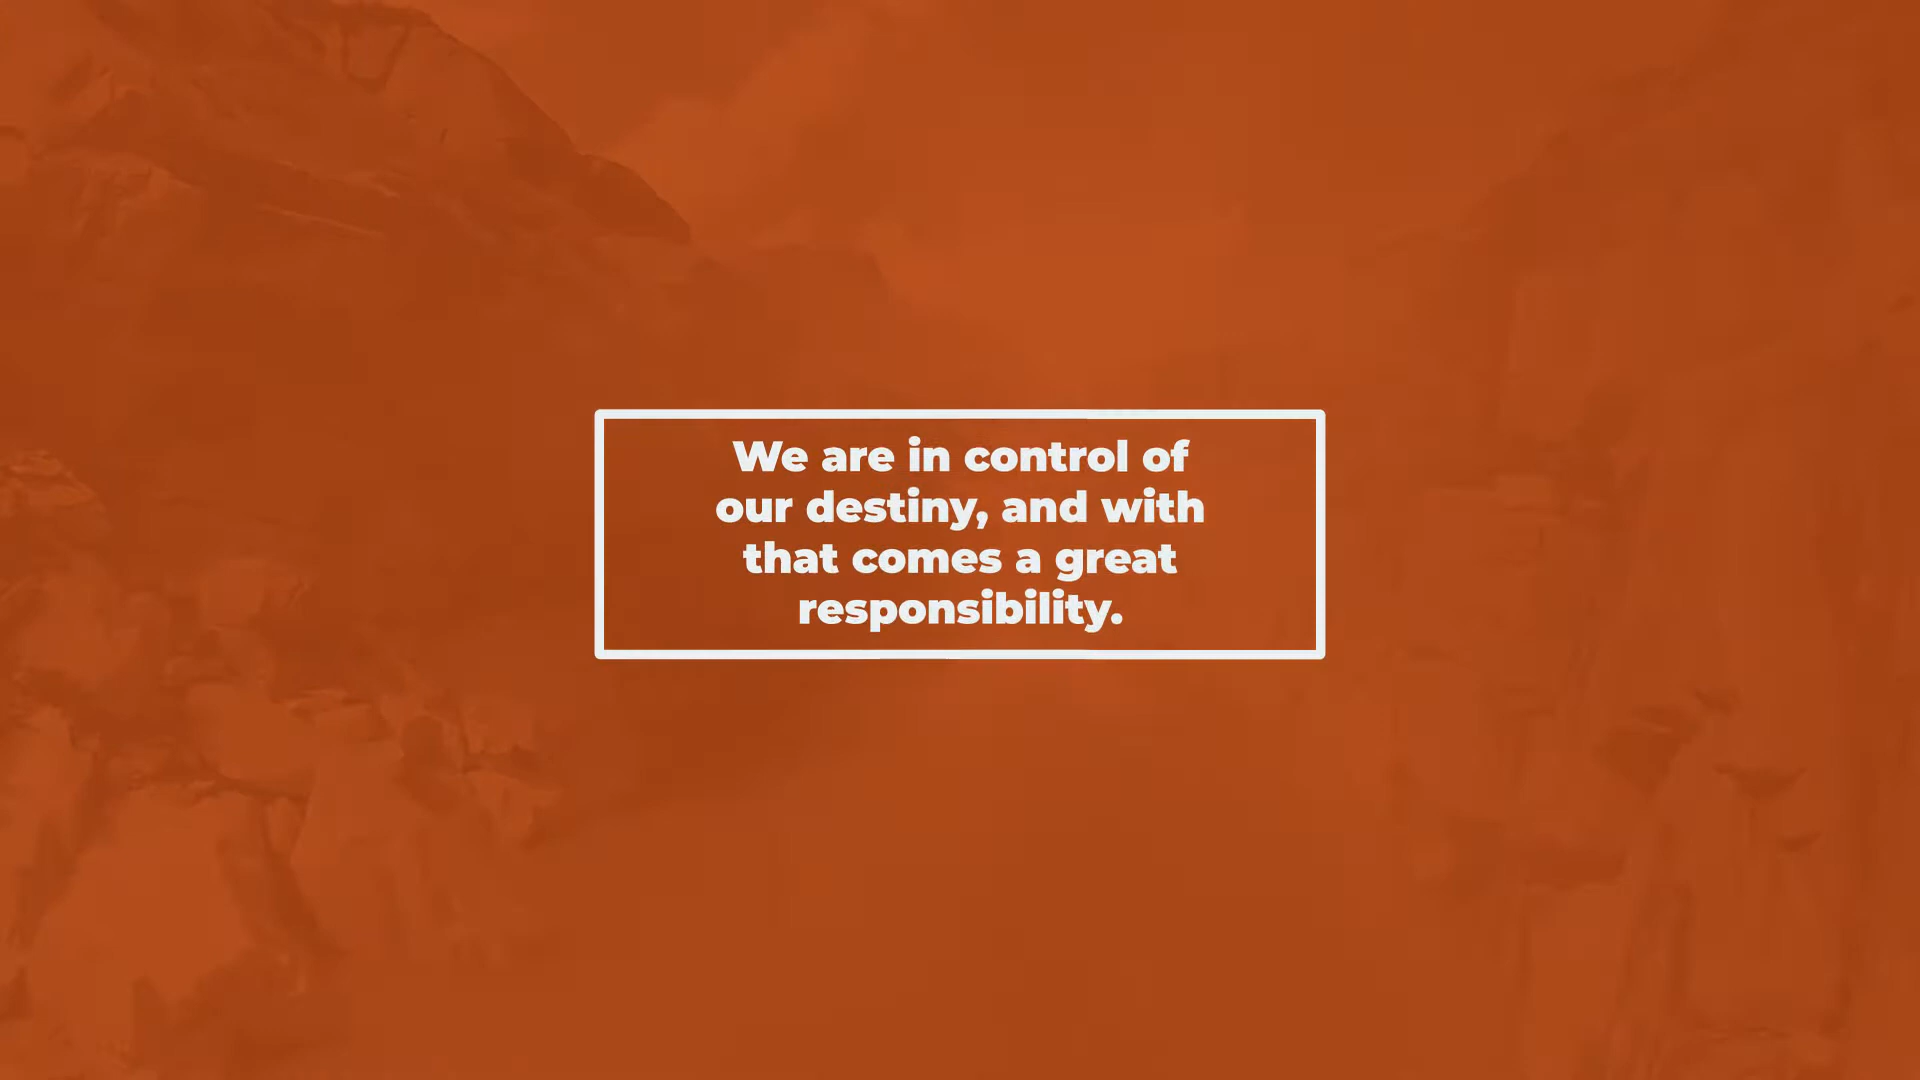 We are in control of
our destiny, and with
that comes a great
responsibility.